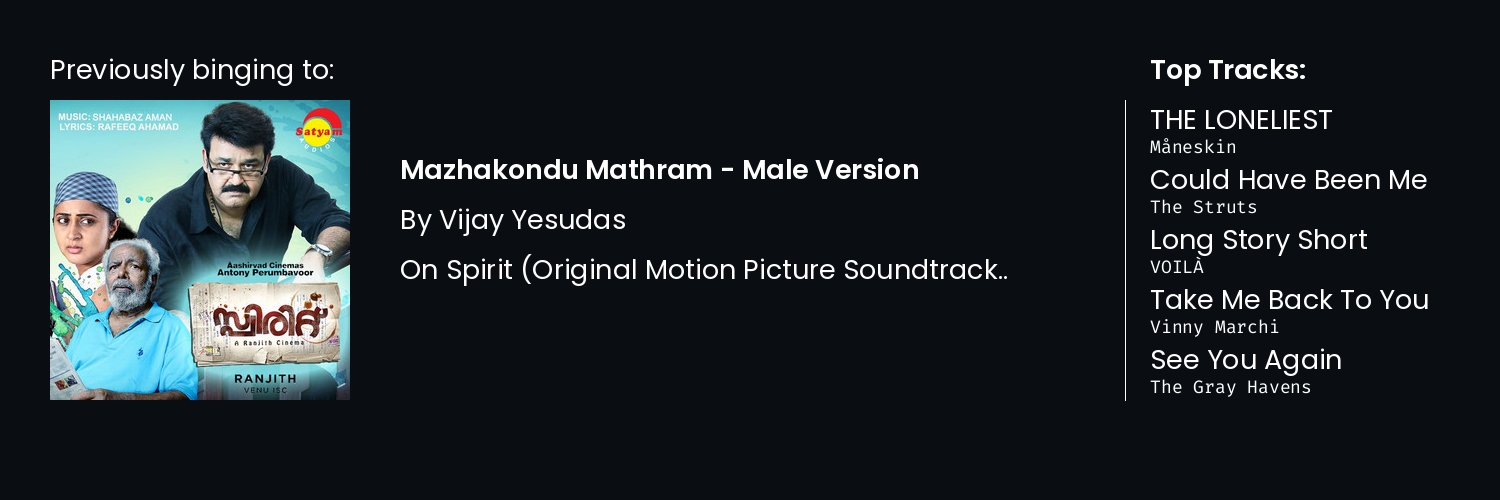 Previously binging to:
MUSIC: SHAHABAZ AMAN
LYRICS: RAFEEQ AHAMAD
Satyam
AUDIOS
Aashirvad Cinemas
Antony Perumbavoor
സ്പിരിറ്റ്
A Ranjith Cinema
RANJITH
VENU ISC
Mazhakondu Mathram - Male Version
By Vijay Yesudas
On Spirit (Original Motion Picture Soundtrack..
Top Tracks:
THE LONELIEST
Måneskin
Could Have Been Me
The Struts
Long Story Short
VOILÀ
Take Me Back To You
Vinny Marchi
See You Again
The Gray Havens